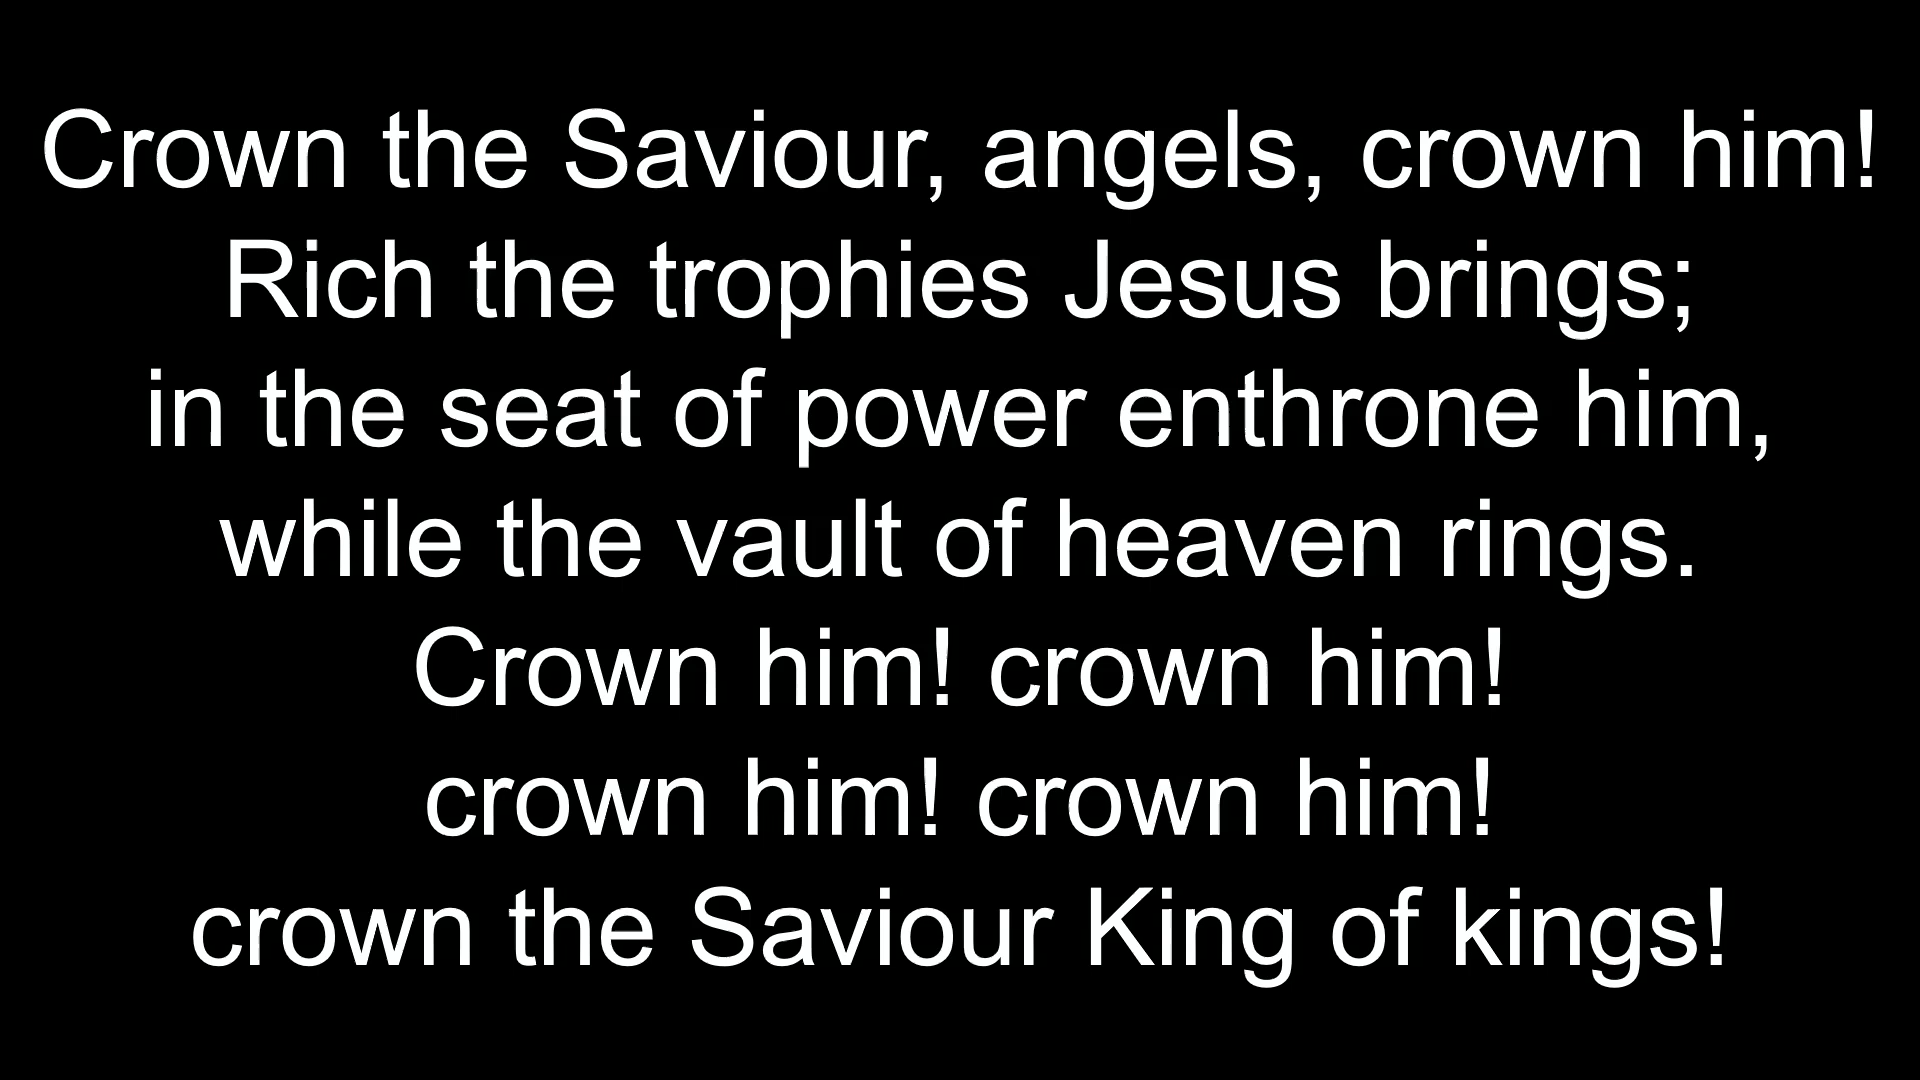 Crown the Saviour, angels, crown him!
Rich the trophies Jesus brings;
in the seat of power enthrone him,
while the vault of heaven rings.
Crown him! crown him!
crown him! crown him!
crown the Saviour King of kings!